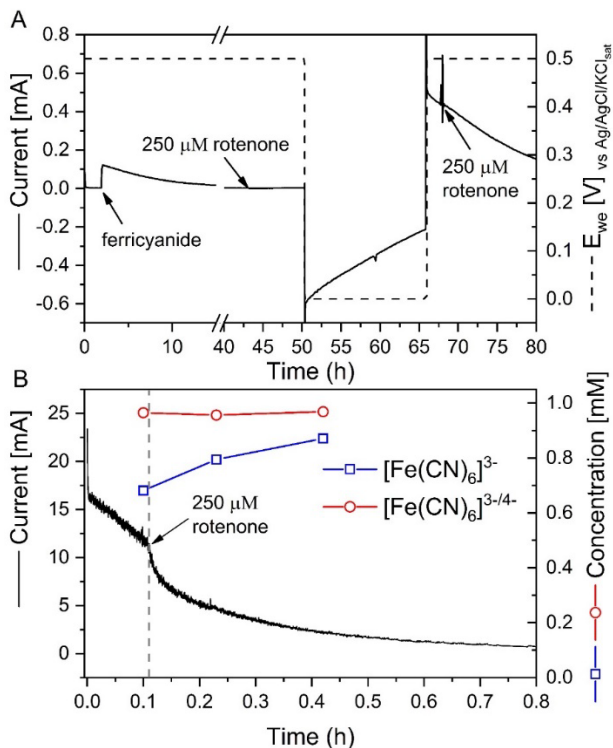 A
0.8
0.6
0.4
0.2
0.0
-0.2
-0.4
-0.6
Current [mA]
250 μM rotenone
ferricyanide
250 μM
rotenone
0.5
0.4
0.3
0.2
0.1
0.0
E_we [V] vs Ag/AgCl/KCl_sat
0 10 40 45 50 55 60 65 70 75 80
Time (h)
B
25
20
15
10
5
0
Current [mA]
250 μM
rotenone
[Fe(CN)₆]³⁻
[Fe(CN)₆]³⁻/⁴⁻
1.0
0.8
0.6
0.4
0.2
0.0
Concentration [mM]
0.0 0.1 0.2 0.3 0.4 0.5 0.6 0.7 0.8
Time (h)